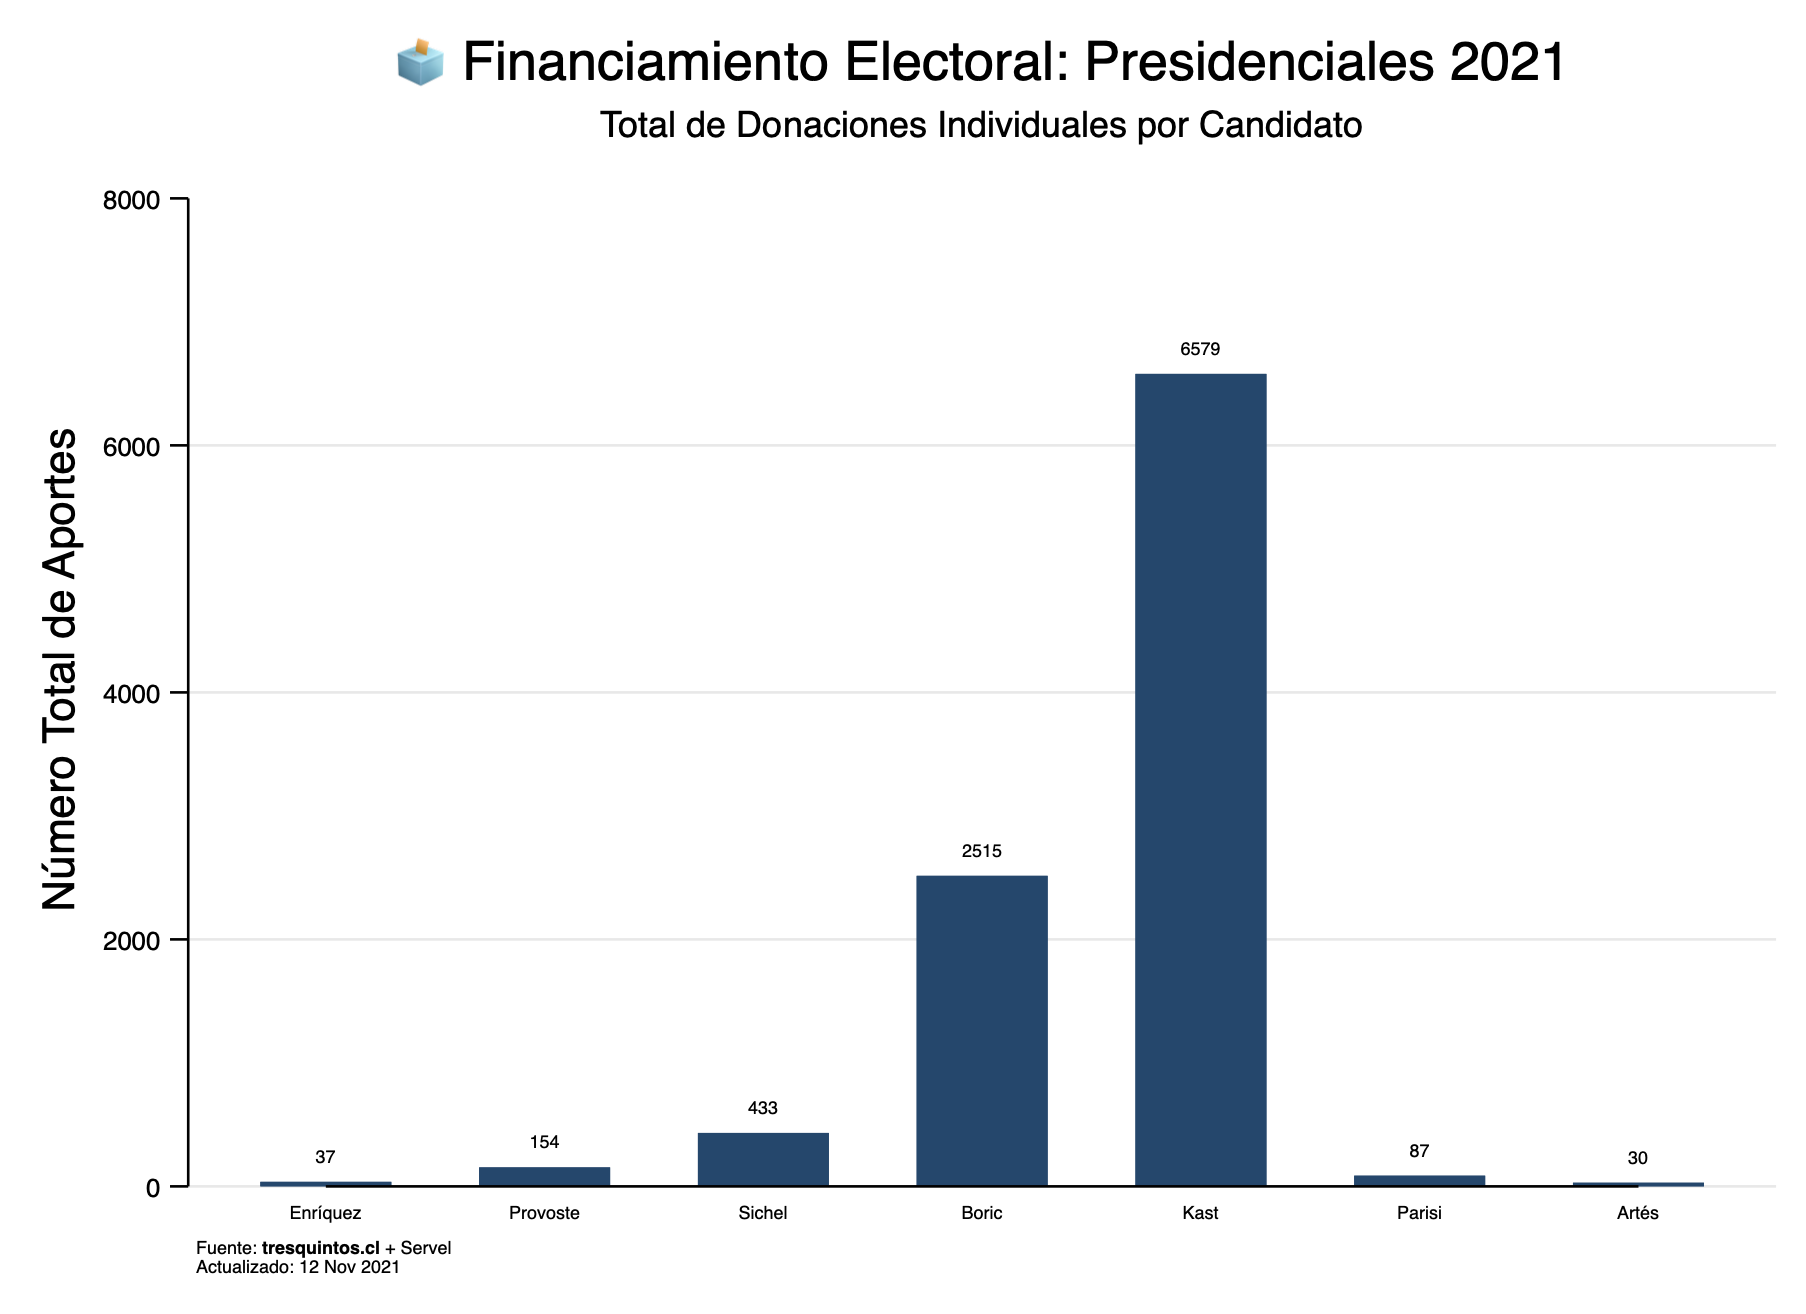 Financiamiento Electoral: Presidenciales 2021
Total de Donaciones Individuales por Candidato
Número Total de Aportes
8000
6000
4000
2000
0
37
154
433
2515
6579
87
30
Enríquez
Provoste
Sichel
Boric
Kast
Parisi
Artés
Fuente: tresquintos.cl + Servel
Actualizado: 12 Nov 2021